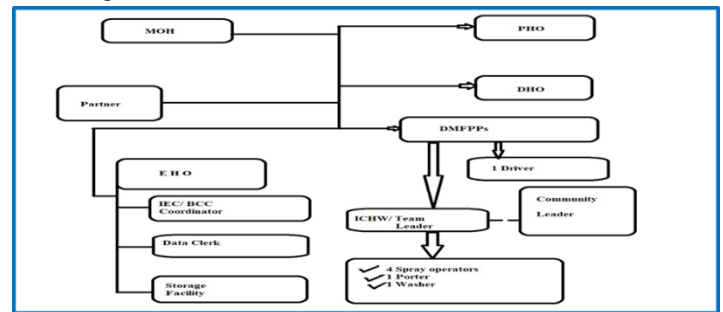 MOH
PHO
Partner
DHO
DMFPPs
1 Driver
E H O
Community
Leader
IEC/ BCC
Coordinator
ICHW/ Team
Leader
Data Clerk
4 Spray operators
1 Porter
1 Washer
Storage
Facility